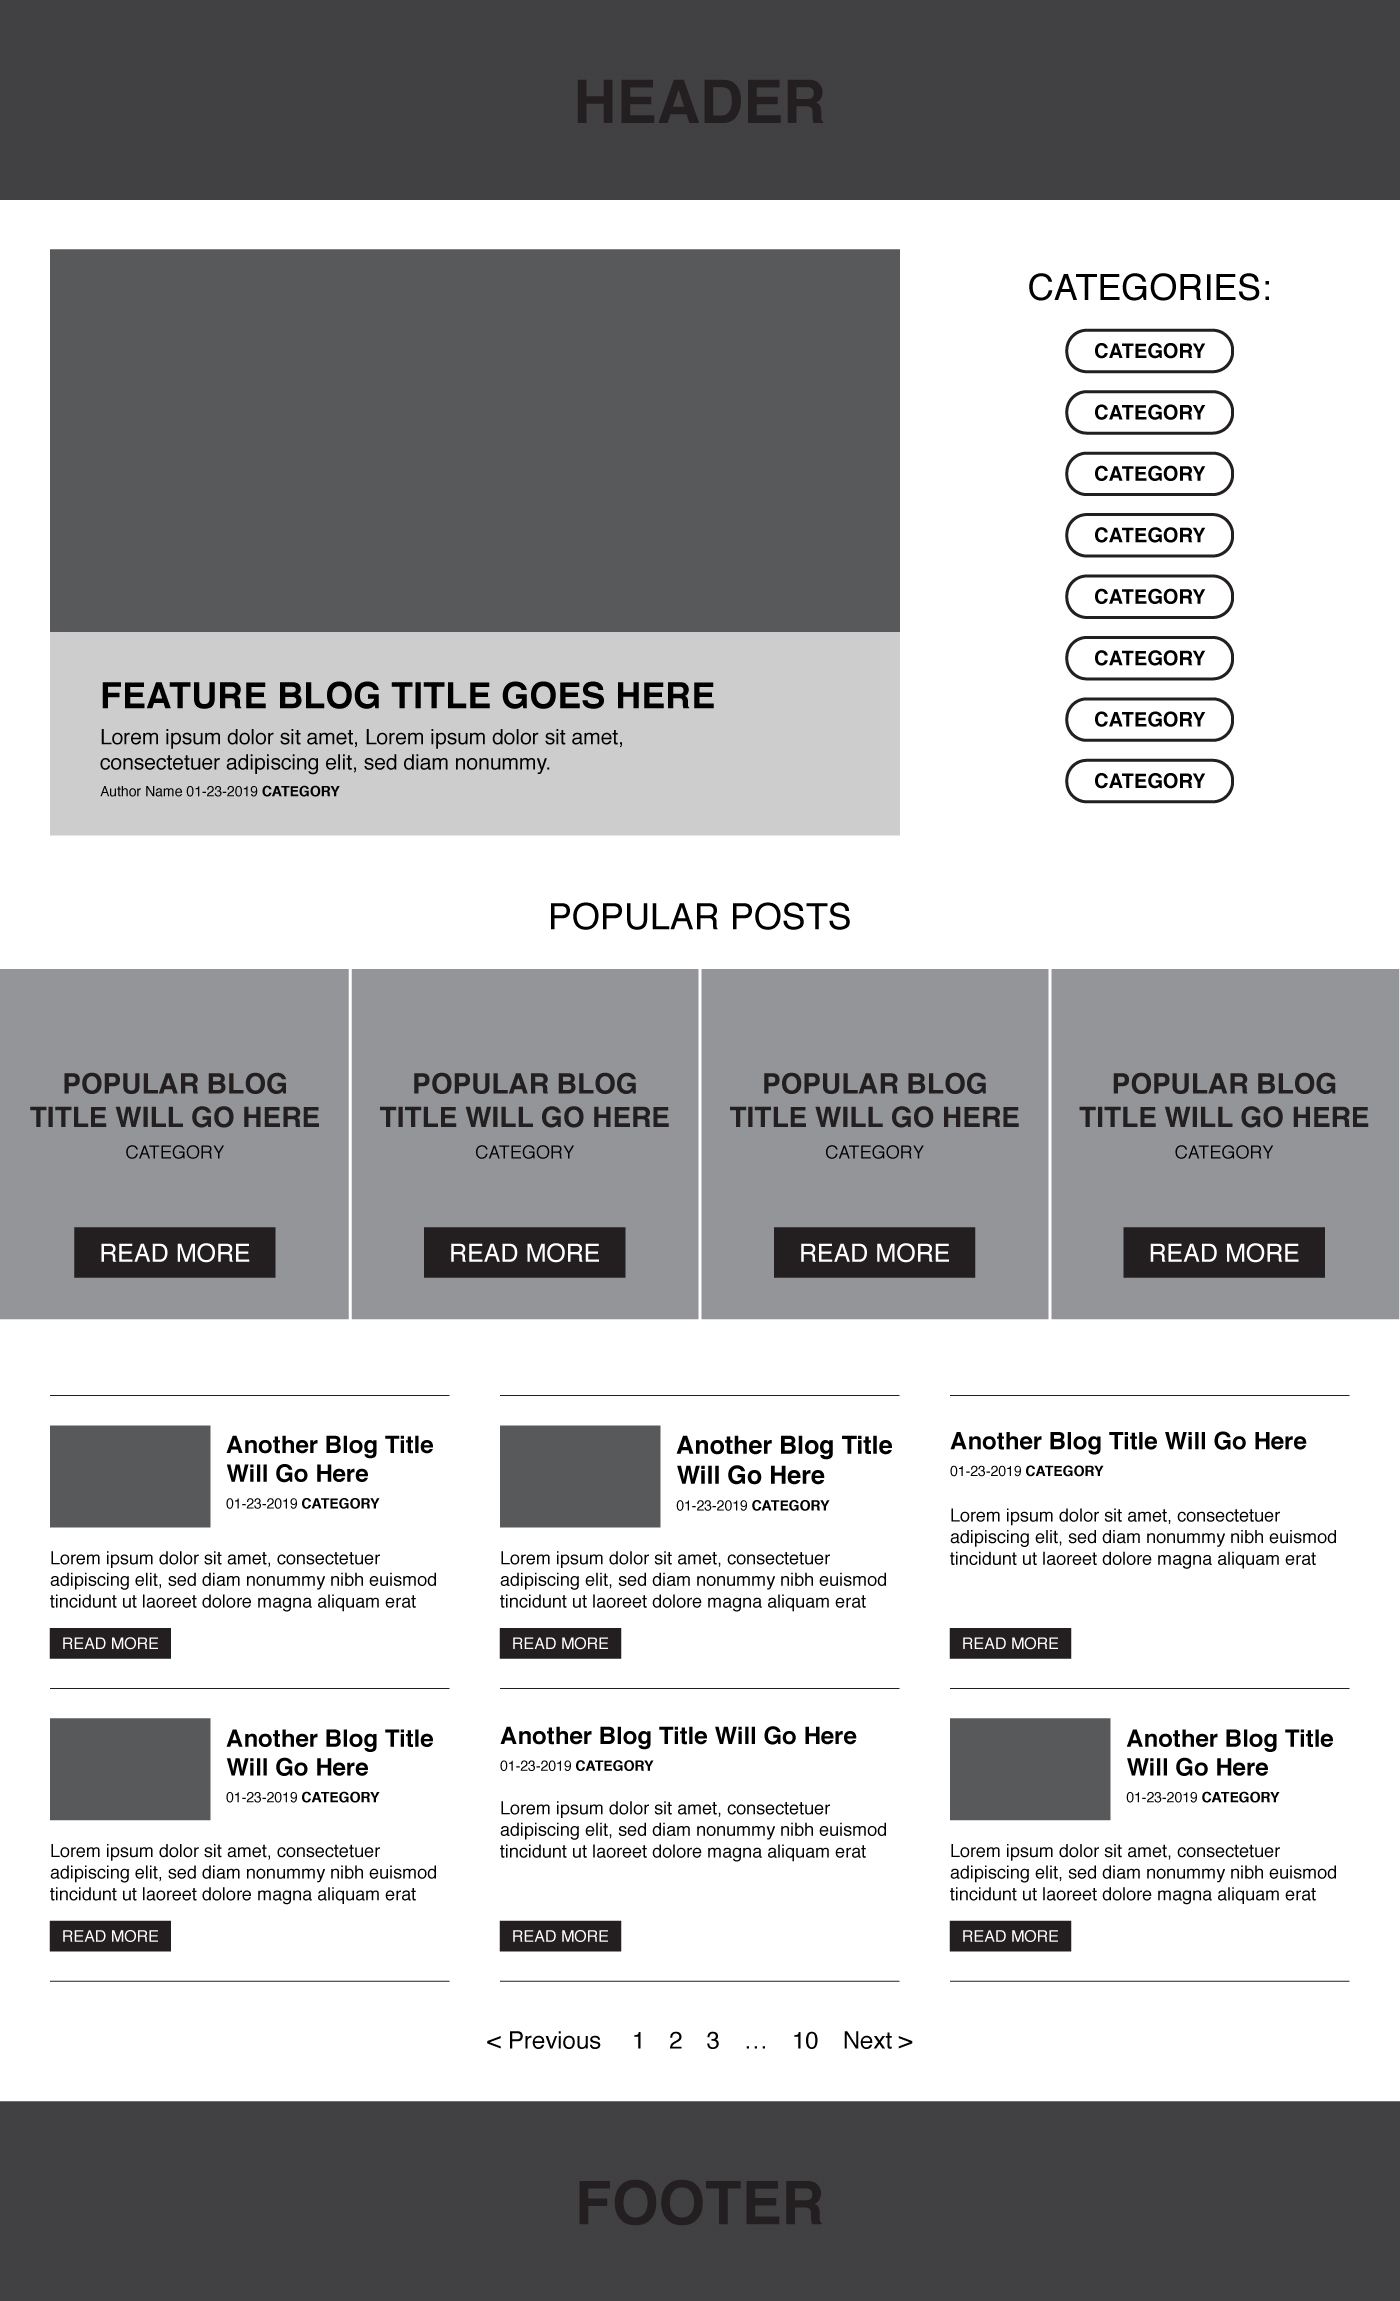 HEADER
FEATURE BLOG TITLE GOES HERE
Lorem ipsum dolor sit amet, Lorem ipsum dolor sit amet,
consectetuer adipiscing elit, sed diam nonummy.
Author Name 01-23-2019 CATEGORY
CATEGORIES:
CATEGORY
CATEGORY
CATEGORY
CATEGORY
CATEGORY
CATEGORY
CATEGORY
CATEGORY
POPULAR POSTS
POPULAR BLOG
TITLE WILL GO HERE
CATEGORY
READ MORE
POPULAR BLOG
TITLE WILL GO HERE
CATEGORY
READ MORE
POPULAR BLOG
TITLE WILL GO HERE
CATEGORY
READ MORE
POPULAR BLOG
TITLE WILL GO HERE
CATEGORY
READ MORE
Another Blog Title
Will Go Here
01-23-2019 CATEGORY
Lorem ipsum dolor sit amet, consectetuer
adipiscing elit, sed diam nonummy nibh euismod
tincidunt ut laoreet dolore magna aliquam erat
READ MORE
Another Blog Title
Will Go Here
01-23-2019 CATEGORY
Lorem ipsum dolor sit amet, consectetuer
adipiscing elit, sed diam nonummy nibh euismod
tincidunt ut laoreet dolore magna aliquam erat
READ MORE
Another Blog Title Will Go Here
01-23-2019 CATEGORY
Lorem ipsum dolor sit amet, consectetuer
adipiscing elit, sed diam nonummy nibh euismod
tincidunt ut laoreet dolore magna aliquam erat
READ MORE
Another Blog Title
Will Go Here
01-23-2019 CATEGORY
Lorem ipsum dolor sit amet, consectetuer
adipiscing elit, sed diam nonummy nibh euismod
tincidunt ut laoreet dolore magna aliquam erat
READ MORE
Another Blog Title Will Go Here
01-23-2019 CATEGORY
Lorem ipsum dolor sit amet, consectetuer
adipiscing elit, sed diam nonummy nibh euismod
tincidunt ut laoreet dolore magna aliquam erat
READ MORE
Another Blog Title
Will Go Here
01-23-2019 CATEGORY
Lorem ipsum dolor sit amet, consectetuer
adipiscing elit, sed diam nonummy nibh euismod
tincidunt ut laoreet dolore magna aliquam erat
READ MORE
< Previous 1 2 3 … 10 Next >
FOOTER